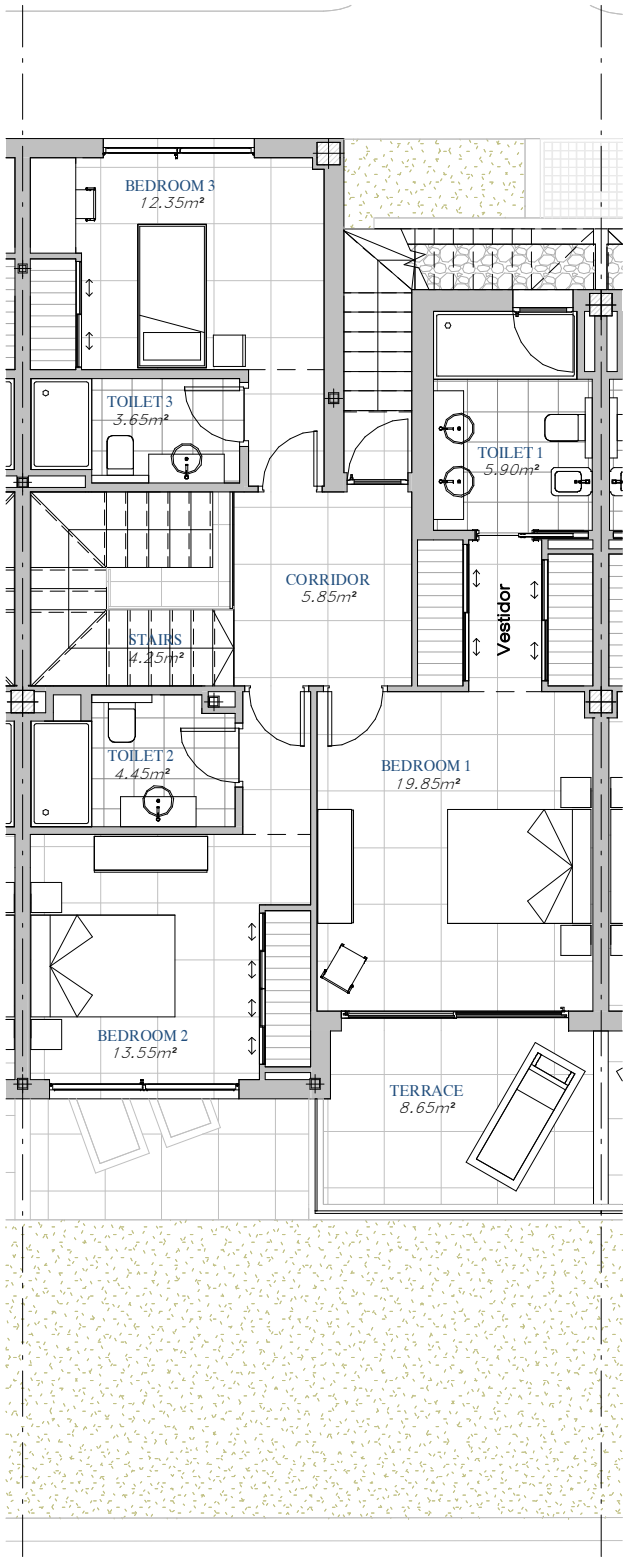 BEDROOM 3
12.35m²
TOILET 3
3.65m²
TOILET 1
5.90m²
CORRIDOR
5.85m²
Vestidor
STAIRS
4.25m²
TOILET 2
4.45m²
BEDROOM 1
19.85m²
BEDROOM 2
13.55m²
TERRACE
8.65m²